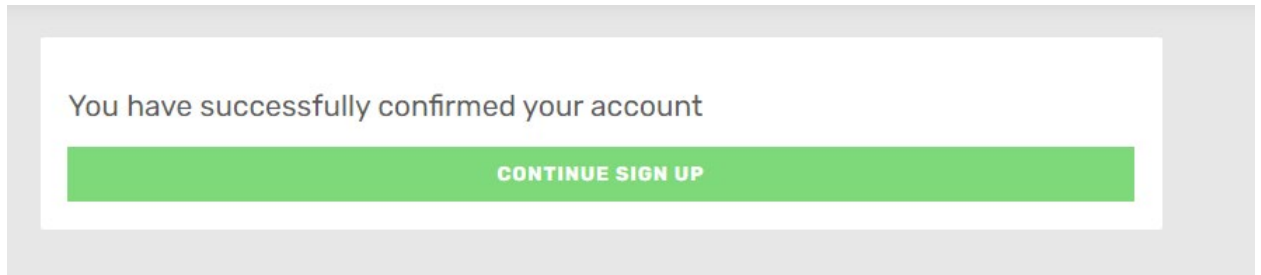 You have successfully confirmed your account
CONTINUE SIGN UP